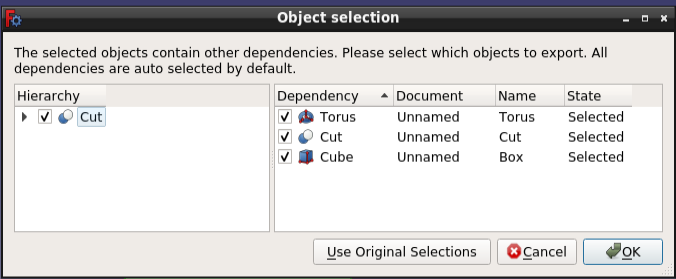 Object selection
The selected objects contain other dependencies. Please select which objects to export. All
dependencies are auto selected by default.
Hierarchy
Cut
Dependency Document Name State
Torus Unnamed Torus Selected
Cut Unnamed Cut Selected
Cube Unnamed Box Selected
Use Original Selections Cancel OK